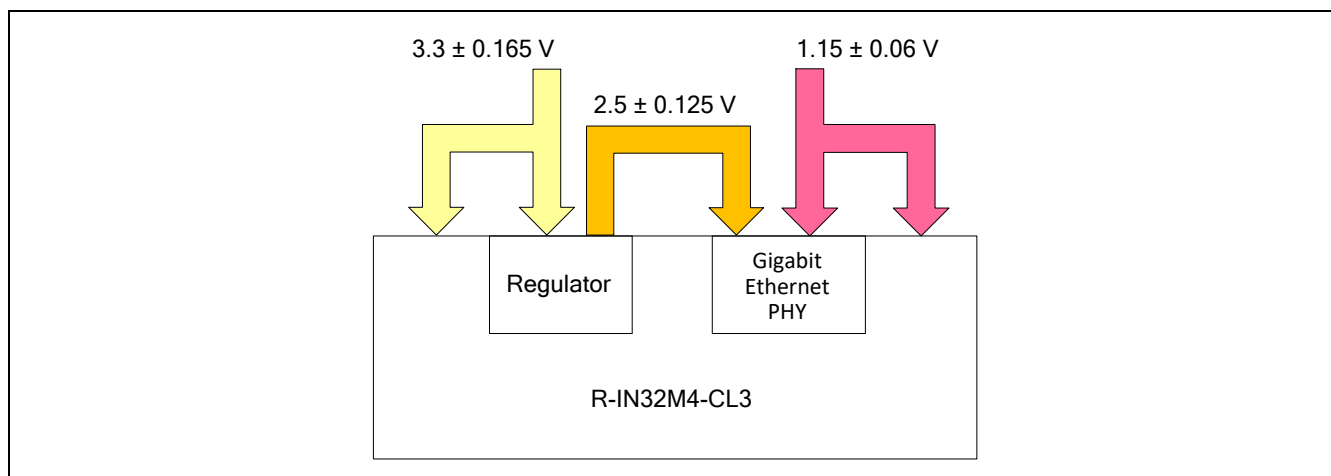 3.3 ± 0.165 V
1.15 ± 0.06 V
2.5 ± 0.125 V
Regulator
Gigabit
Ethernet
PHY
R-IN32M4-CL3